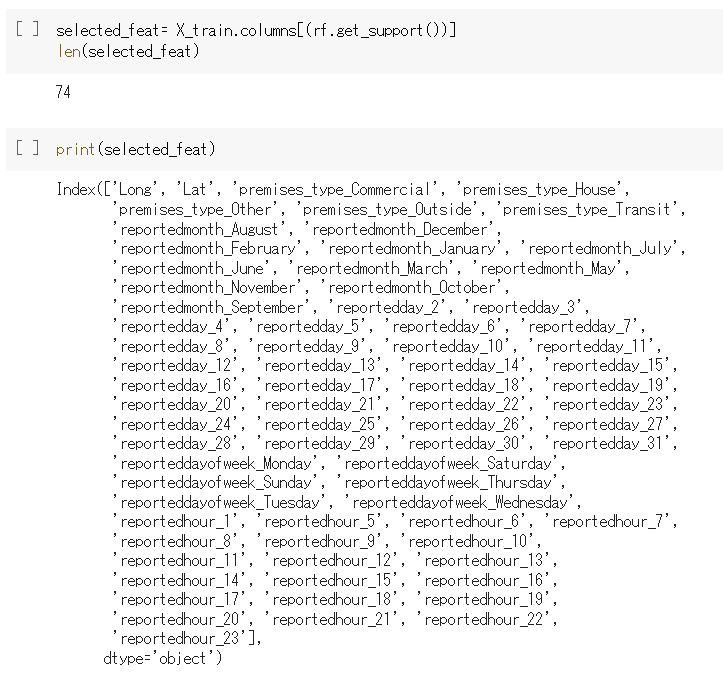 [ ] selected_feat= X_train.columns[(rf.get_support())]
len(selected_feat)
74
[ ] print(selected_feat)
Index(['Long', 'Lat', 'premises_type_Commercial', 'premises_type_House',
'premises_type_Other', 'premises_type_Outside', 'premises_type_Transit',
'reportedmonth_August', 'reportedmonth_December',
'reportedmonth_February', 'reportedmonth_January', 'reportedmonth_July',
'reportedmonth_June', 'reportedmonth_March', 'reportedmonth_May',
'reportedmonth_November', 'reportedmonth_October',
'reportedmonth_September', 'reportedday_2', 'reportedday_3',
'reportedday_4', 'reportedday_5', 'reportedday_6', 'reportedday_7',
'reportedday_8', 'reportedday_9', 'reportedday_10', 'reportedday_11',
'reportedday_12', 'reportedday_13', 'reportedday_14', 'reportedday_15',
'reportedday_16', 'reportedday_17', 'reportedday_18', 'reportedday_19',
'reportedday_20', 'reportedday_21', 'reportedday_22', 'reportedday_23',
'reportedday_24', 'reportedday_25', 'reportedday_26', 'reportedday_27',
'reportedday_28', 'reportedday_29', 'reportedday_30', 'reportedday_31',
'reporteddayofweek_Monday', 'reporteddayofweek_Saturday',
'reporteddayofweek_Sunday', 'reporteddayofweek_Thursday',
'reporteddayofweek_Tuesday', 'reporteddayofweek_Wednesday',
'reportedhour_1', 'reportedhour_5', 'reportedhour_6', 'reportedhour_7',
'reportedhour_8', 'reportedhour_9', 'reportedhour_10',
'reportedhour_11', 'reportedhour_12', 'reportedhour_13',
'reportedhour_14', 'reportedhour_15', 'reportedhour_16',
'reportedhour_17', 'reportedhour_18', 'reportedhour_19',
'reportedhour_20', 'reportedhour_21', 'reportedhour_22',
'reportedhour_23'],
dtype='object')